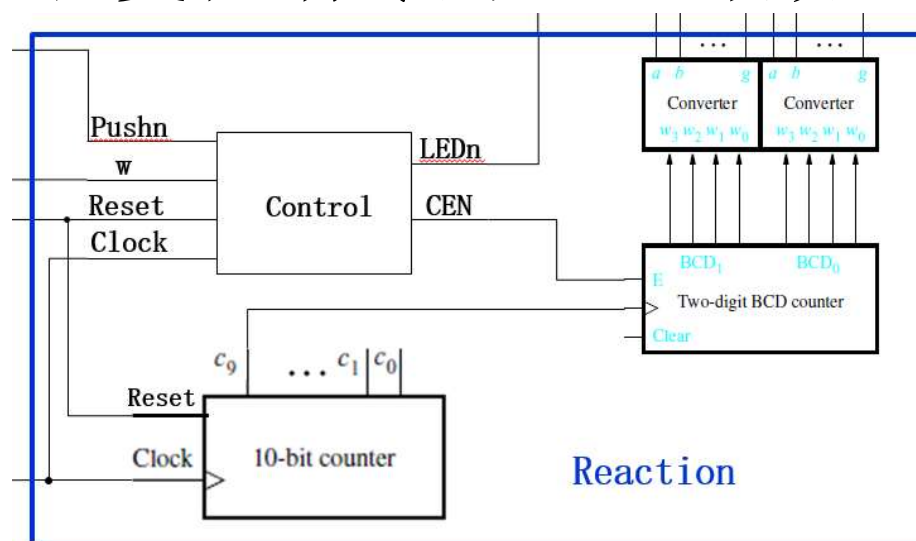 ... ...
a b g a b g
Converter Converter
w3 w2 w1 w0 w3 w2 w1 w0
Pushn
LEDn
w
Reset
Control
CEN
Clock
BCD1 BCD0
E
Two-digit BCD counter
Clear
c9 ... c1 c0
Reset
Clock
10-bit counter
Reaction